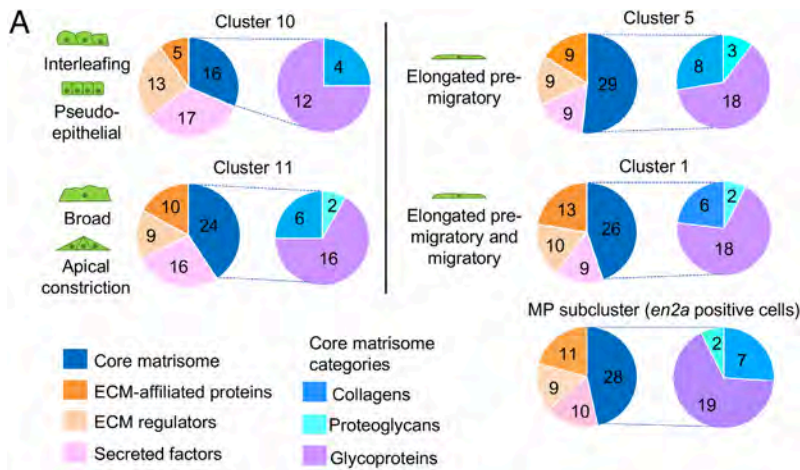 A
Cluster 10
Interleafing
Pseudo-
epithelial
5
16
13
17
4
12
Cluster 11
Broad
Apical
constriction
10
24
9
16
2
6
16
Cluster 5
Elongated pre-
migratory
9
29
9
9
3
8
18
Cluster 1
Elongated pre-
migratory and
migratory
13
26
10
9
2
6
18
MP subcluster (en2a positive cells)
11
28
9
10
2
7
19
Core matrisome
ECM-affiliated proteins
ECM regulators
Secreted factors
Core matrisome
categories
Collagens
Proteoglycans
Glycoproteins